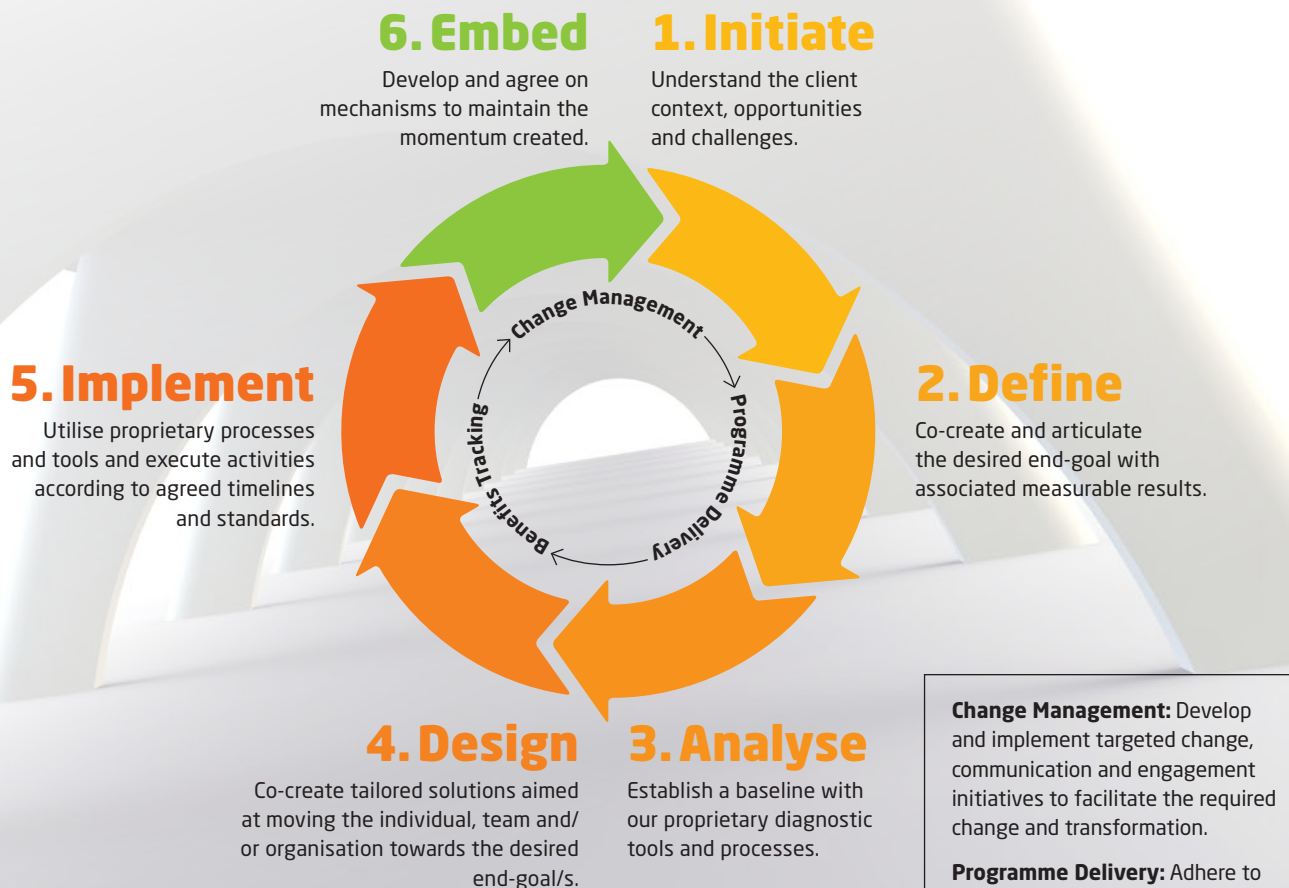 6. Embed
Develop and agree on
mechanisms to maintain the
momentum created.
1. Initiate
Understand the client
context, opportunities
and challenges.
2. Define
Co-create and articulate
the desired end-goal with
associated measurable results.
3. Analyse
Establish a baseline with
our proprietary diagnostic
tools and processes.
4. Design
Co-create tailored solutions aimed
at moving the individual, team and/
or organisation towards the desired
end-goal/s.
5. Implement
Utilise proprietary processes
and tools and execute activities
according to agreed timelines
and standards.
Change Management
Programme Delivery
Benefits Tracking
Change Management: Develop
and implement targeted change,
communication and engagement
initiatives to facilitate the required
change and transformation.
Programme Delivery: Adhere to